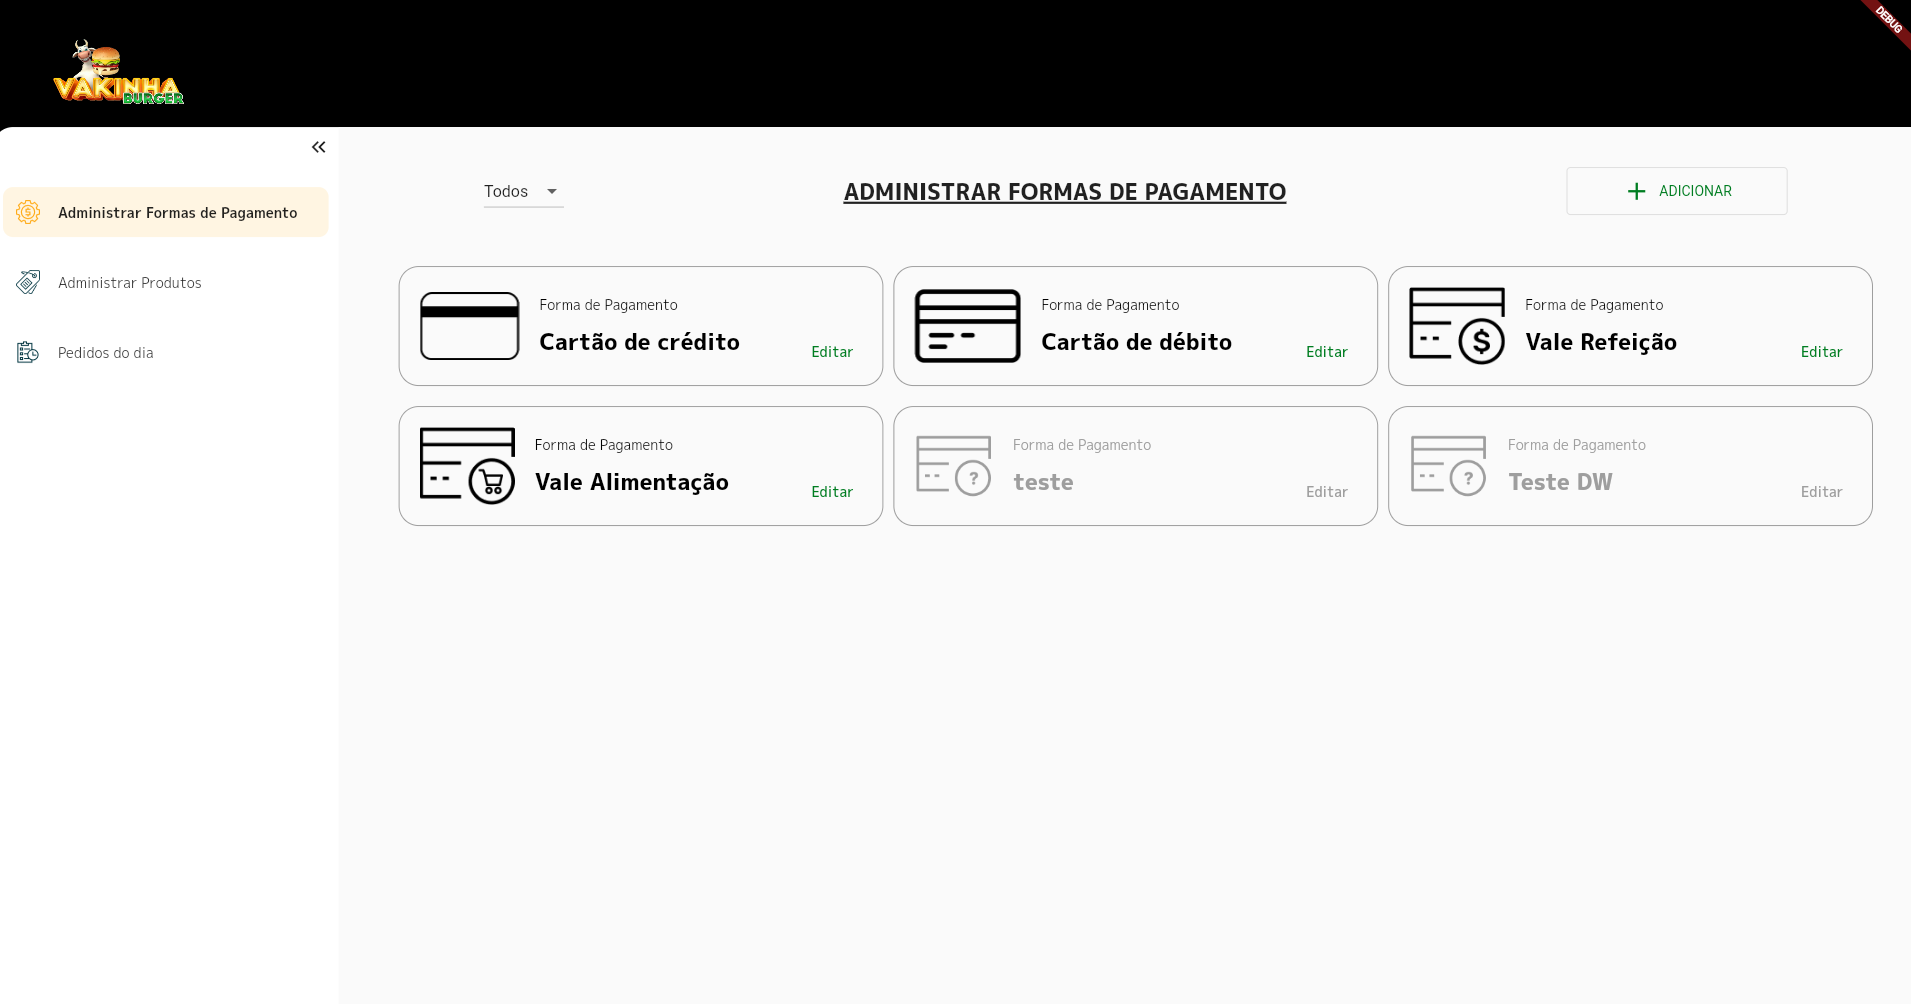 DEBUG
VAKINHA
BURGER
Administrar Formas de Pagamento
Administrar Produtos
Pedidos do dia
Todos
ADMINISTRAR FORMAS DE PAGAMENTO
ADICIONAR
Forma de Pagamento
Cartão de crédito
Editar
Forma de Pagamento
Cartão de débito
Editar
$
Forma de Pagamento
Vale Refeição
Editar
Forma de Pagamento
Vale Alimentação
Editar
?
Forma de Pagamento
teste
Editar
?
Forma de Pagamento
Teste DW
Editar